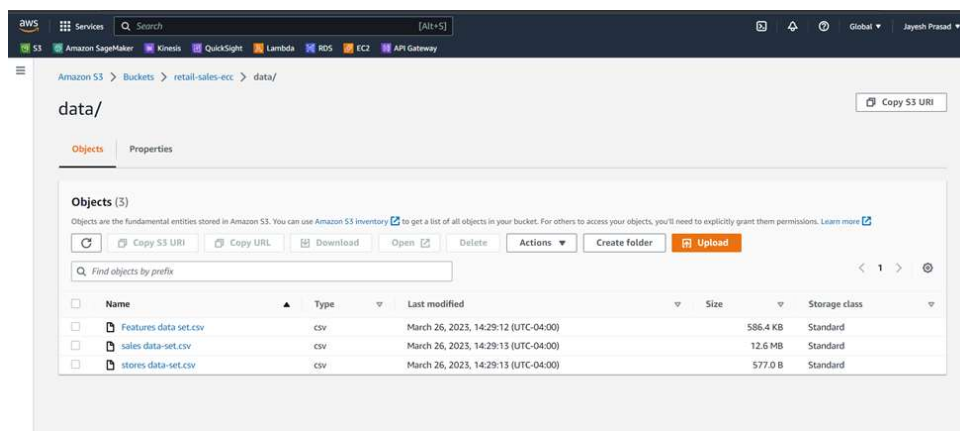 aws Services Search [Alt+S] Global ▼ Jayesh Prasad ▼
S3 Amazon SageMaker Kinesis QuickSight Lambda RDS EC2 API Gateway
Amazon S3 > Buckets > retail-sales-ecc > data/
data/
Copy S3 URI
Objects Properties
Objects (3)
Objects are the fundamental entities stored in Amazon S3. You can use Amazon S3 inventory to get a list of all objects in your bucket. For others to access your objects, you'll need to explicitly grant them permissions. Learn more
Copy S3 URI Copy URL Download Open Delete Actions ▼ Create folder Upload
Find objects by prefix < 1 >
Name Type Last modified Size Storage class
Features data set.csv csv March 26, 2023, 14:29:12 (UTC-04:00) 586.4 KB Standard
sales data-set.csv csv March 26, 2023, 14:29:13 (UTC-04:00) 12.6 MB Standard
stores data-set.csv csv March 26, 2023, 14:29:13 (UTC-04:00) 577.0 B Standard